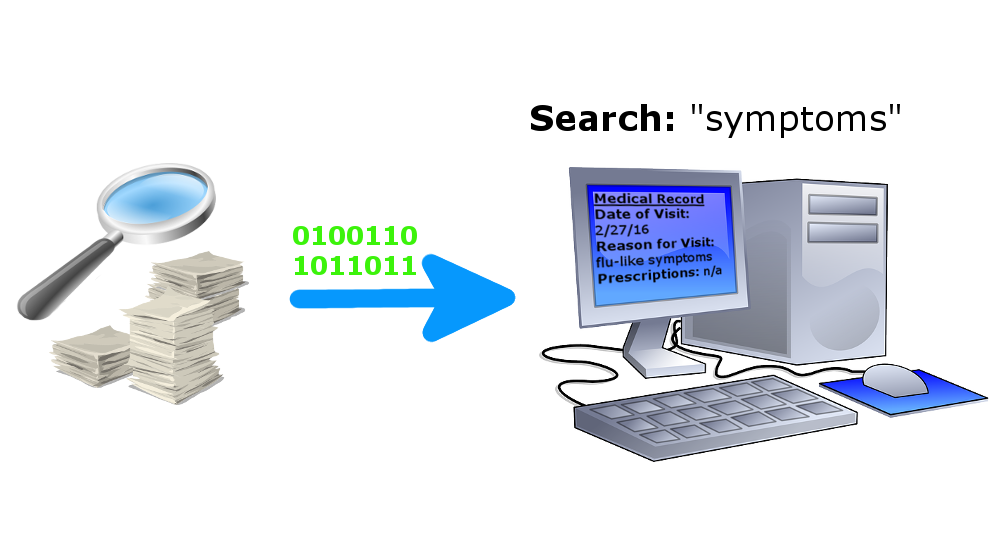 Search: "symptoms"
0100110
1011011
Medical Record
Date of Visit:
2/27/16
Reason for Visit:
flu-like symptoms
Prescriptions: n/a